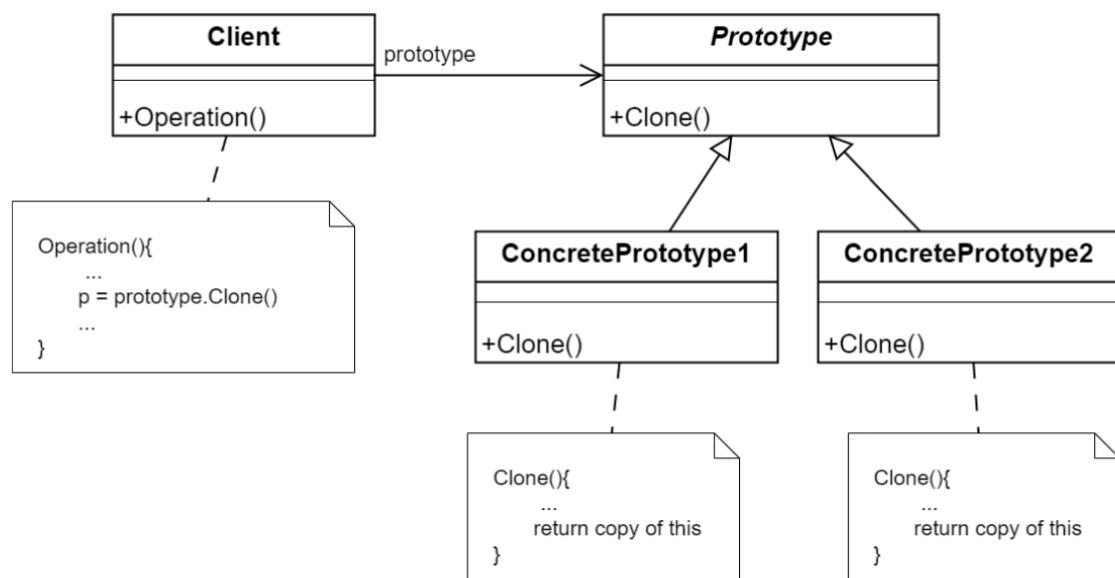 Client
+Operation()
prototype
Prototype
+Clone()
Operation(){
...
p = prototype.Clone()
...
}
ConcretePrototype1
+Clone()
ConcretePrototype2
+Clone()
Clone(){
...
return copy of this
}
Clone(){
...
return copy of this
}